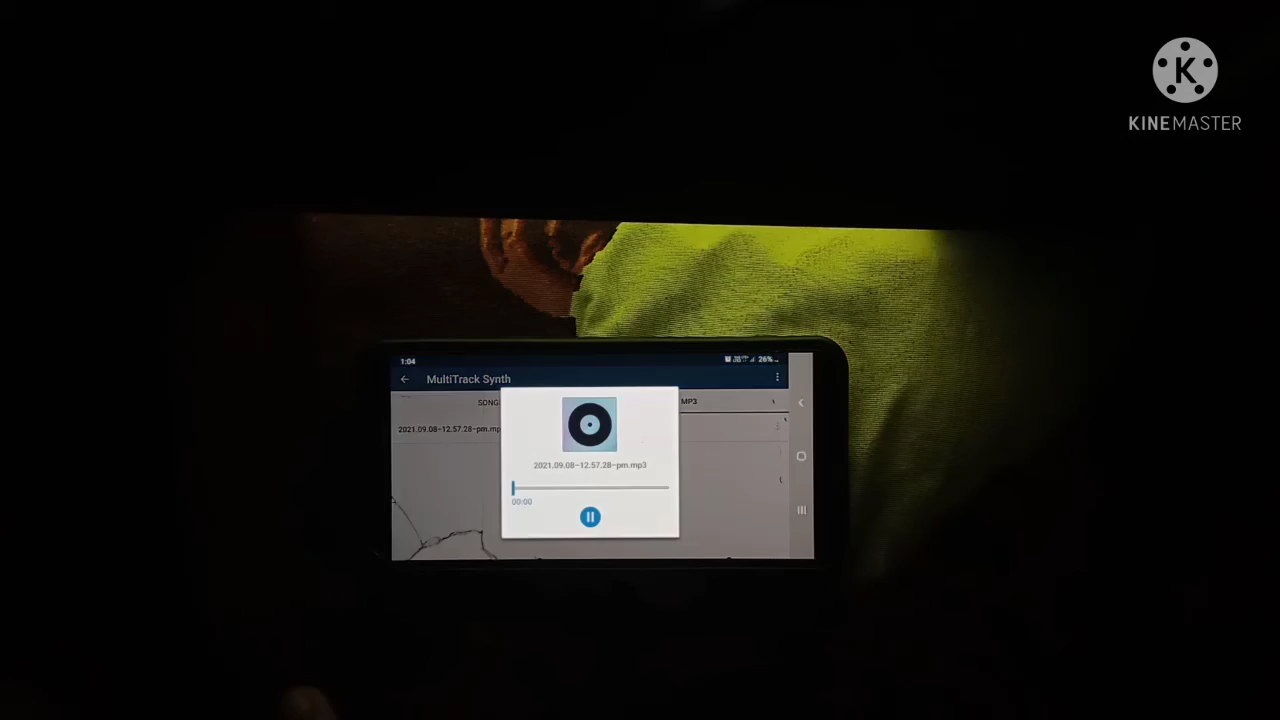 K
KINEMASTER
1:04
26%
MultiTrack Synth
SONG
MP3
2021.09.08-12.57.28-pm.mp
2021.09.08-12.57.28-pm.mp3
00:00